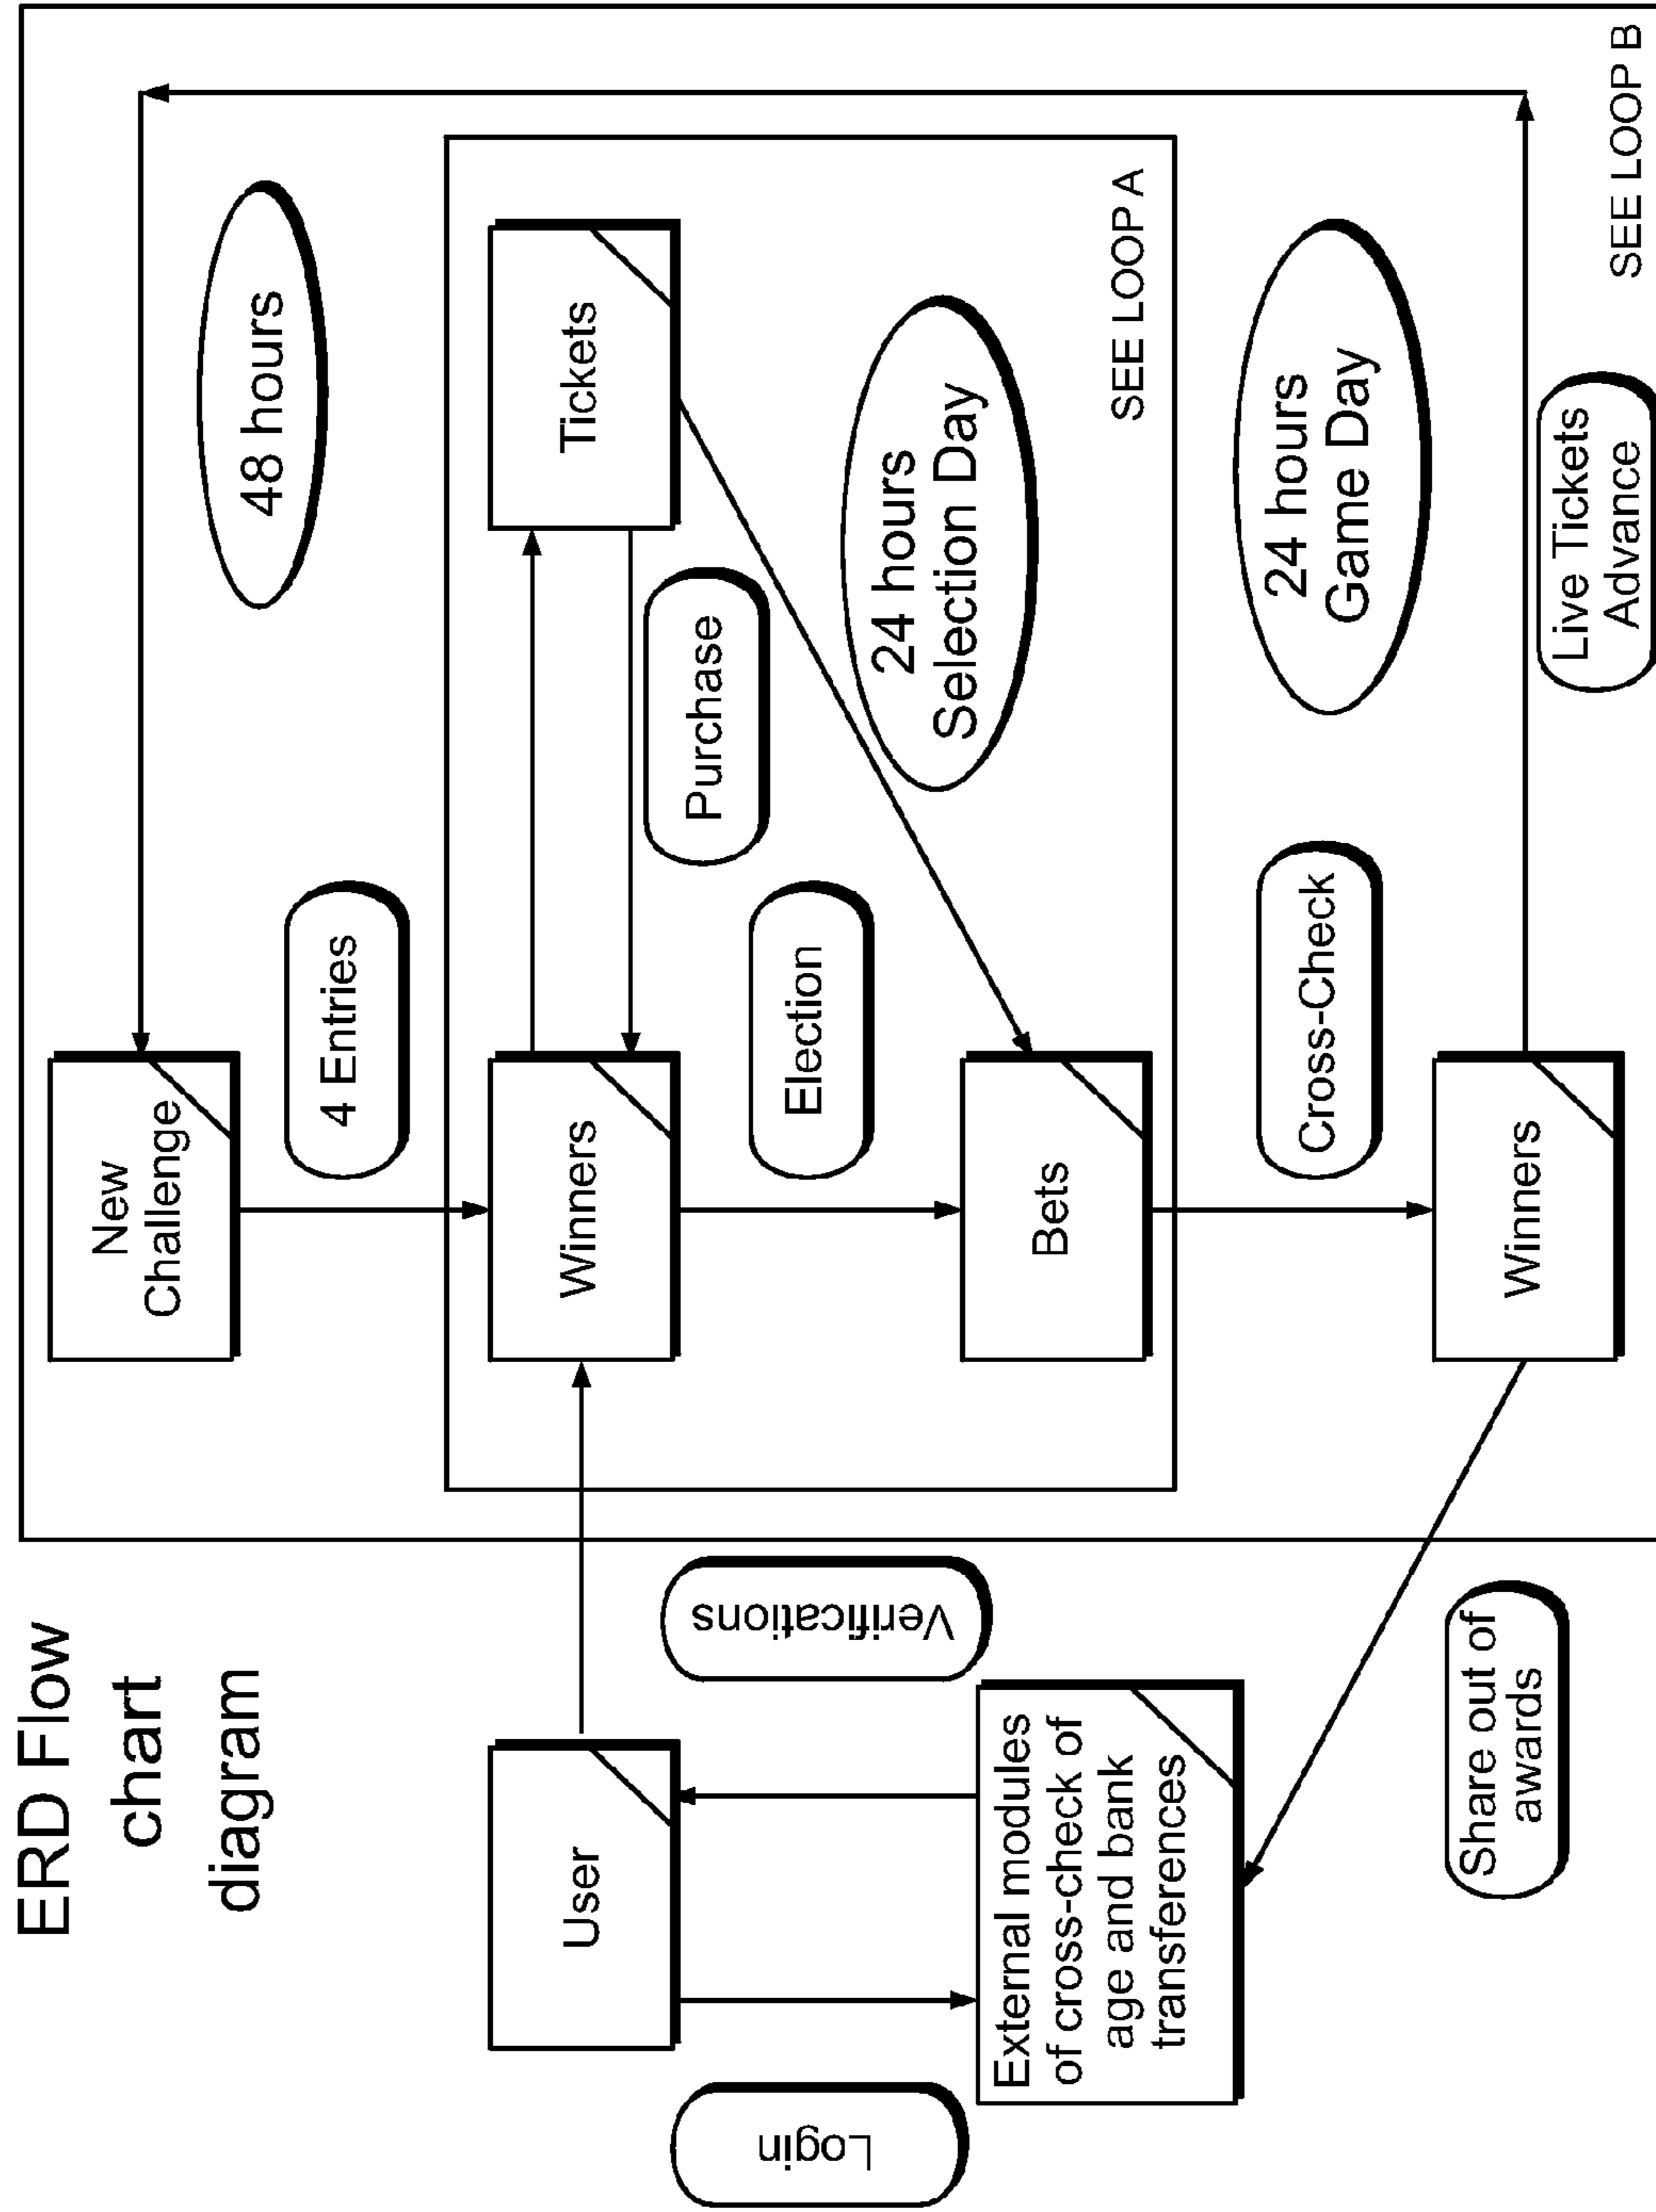 ERD Flow
chart
diagram
New
Challenge
48 hours
4 Entries
User
Winners
Tickets
Purchase
Login
Verifications
Election
24 hours
Selection Day
External modules
of cross-check of
age and bank
transferences
Bets
SEE LOOP A
Cross-Check
24 hours
Game Day
Share out of
awards
Winners
Live Tickets
Advance
SEE LOOP B